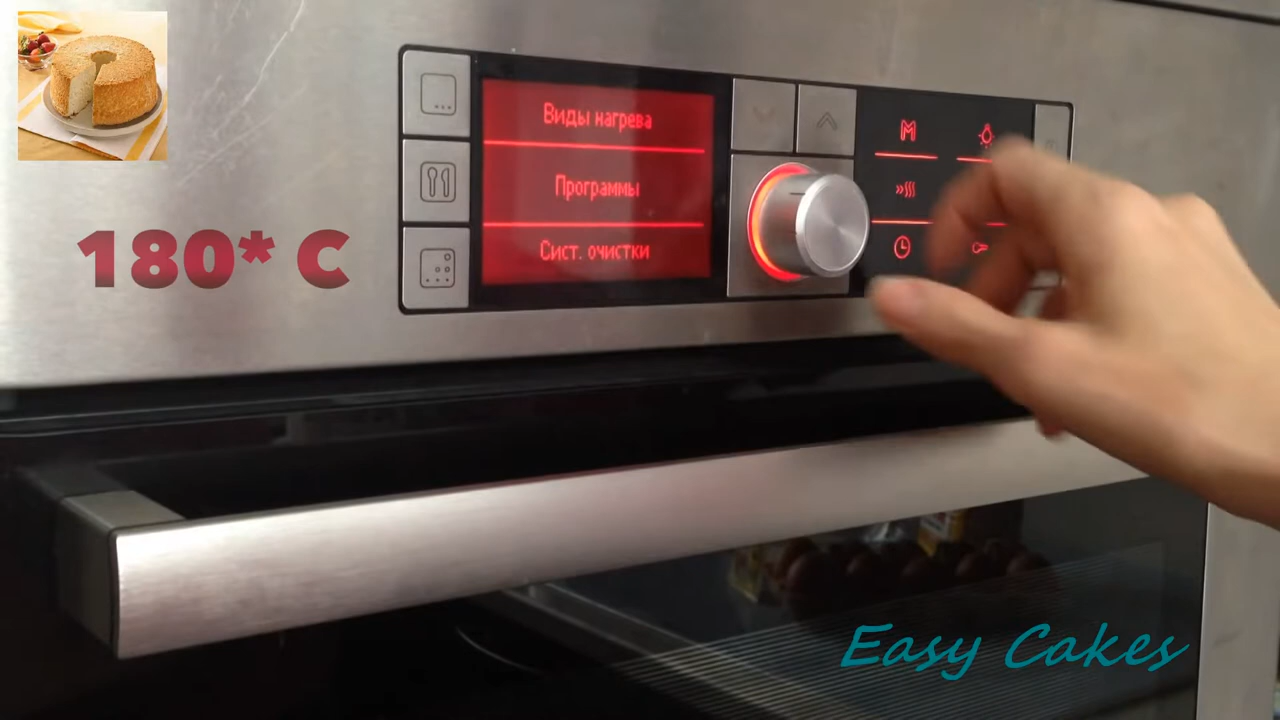 Виды нагрева
Программы
Сист. очистки
M
180* C
Easy Cakes